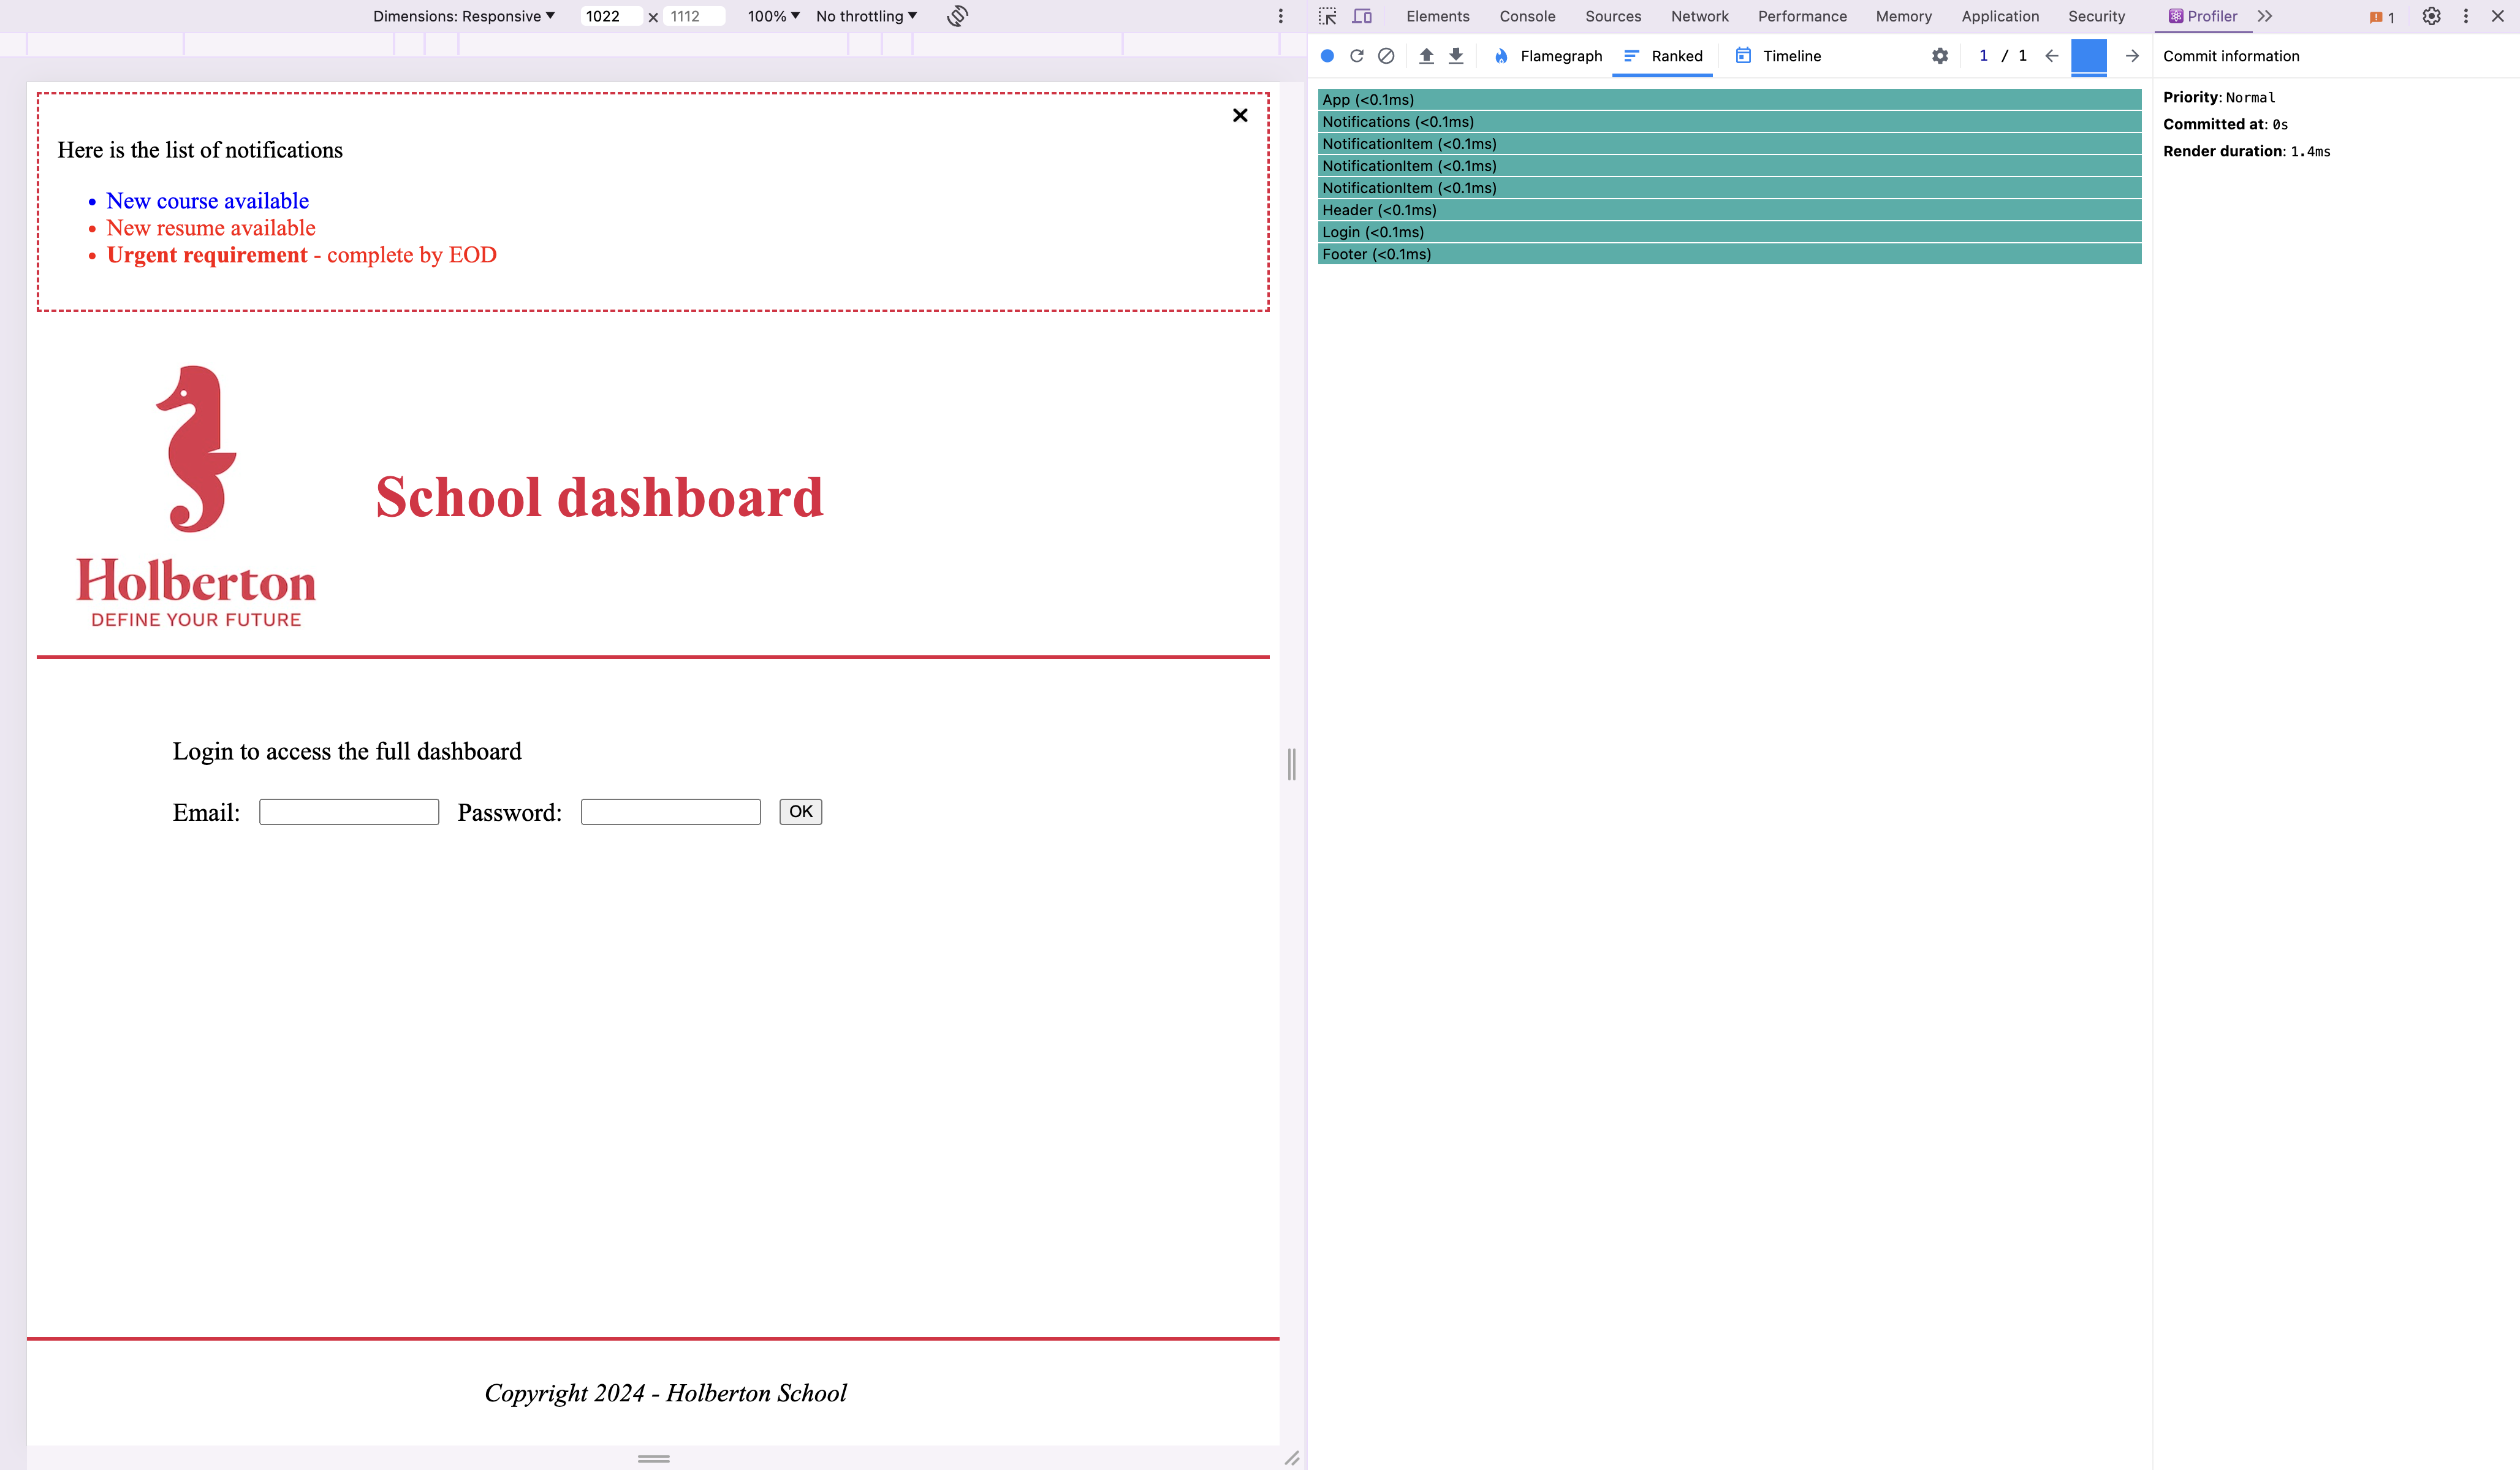 Dimensions: Responsive 1022 x 1112 100% No throttling
Elements Console Sources Network Performance Memory Application Security Profiler 1
Flamegraph Ranked Timeline 1 / 1 Commit information
Here is the list of notifications
New course available
New resume available
Urgent requirement - complete by EOD
School dashboard
Holberton
DEFINE YOUR FUTURE
Login to access the full dashboard
Email: Password: OK
Copyright 2024 - Holberton School
App (<0.1ms)
Notifications (<0.1ms)
NotificationItem (<0.1ms)
NotificationItem (<0.1ms)
NotificationItem (<0.1ms)
Header (<0.1ms)
Login (<0.1ms)
Footer (<0.1ms)
Priority: Normal
Committed at: 0s
Render duration: 1.4ms